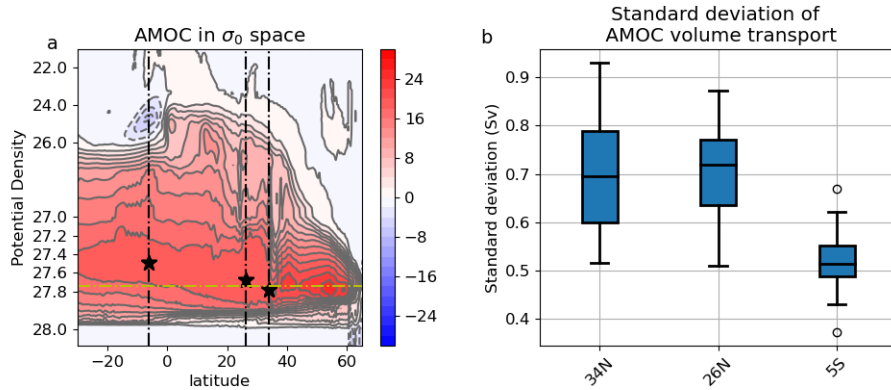 a
AMOC in σ₀ space
22.0
24.0
26.0
27.0
27.2
27.4
27.6
27.8
28.0
Potential Density
−20
0
20
40
60
latitude
24
16
8
0
−8
−16
−24
b
Standard deviation of
AMOC volume transport
0.9
0.8
0.7
0.6
0.5
0.4
Standard deviation (Sv)
34N
26N
5S